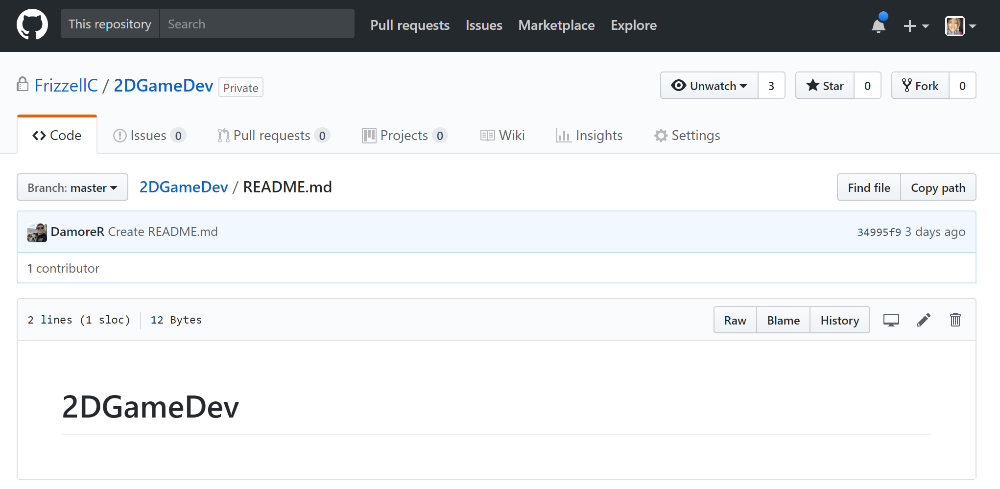 This repository Search Pull requests Issues Marketplace Explore
FrizzellC / 2DGameDev Private Unwatch 3 Star 0 Fork 0
Code Issues 0 Pull requests 0 Projects 0 Wiki Insights Settings
Branch: master 2DGameDev / README.md Find file Copy path
DamoreR Create README.md 34995f9 3 days ago
1 contributor
2 lines (1 sloc) 12 Bytes Raw Blame History
2DGameDev